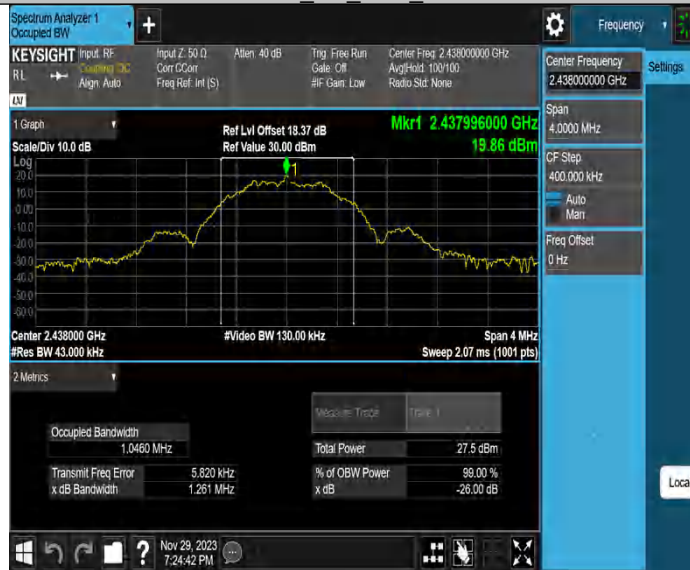 Spectrum Analyzer 1
Occupied BW
+
Frequency
KEYSIGHT
Input: RF
Coupling: DC
Align: Auto
RL
Input Z: 50 Ω
Corr CCorr
Freq Ref: Int (S)
Atten: 40 dB
Trig: Free Run
Gate: Off
#IF Gain: Low
Center Freq: 2.438000000 GHz
Avg|Hold: 100/100
Radio Std: None
LXI
Center Frequency
2.438000000 GHz
Settings
Span
4.0000 MHz
CF Step
400.000 kHz
Auto
Man
Freq Offset
0 Hz
1 Graph
Scale/Div 10.0 dB
Ref Lvl Offset 18.37 dB
Ref Value 30.00 dBm
Mkr1 2.437996000 GHz
19.86 dBm
Log
20.0
10.0
0.00
-10.0
-20.0
-30.0
-40.0
-50.0
-60.0
1
Center 2.438000 GHz
#Res BW 43.000 kHz
#Video BW 130.00 kHz
Span 4 MHz
Sweep 2.07 ms (1001 pts)
2 Metrics
Measure Trace
Trace 1
Occupied Bandwidth
1.0460 MHz
Total Power
27.5 dBm
Transmit Freq Error
5.820 kHz
% of OBW Power
99.00 %
x dB Bandwidth
1.261 MHz
x dB
-26.00 dB
Loca
?
Nov 29, 2023
7:24:42 PM